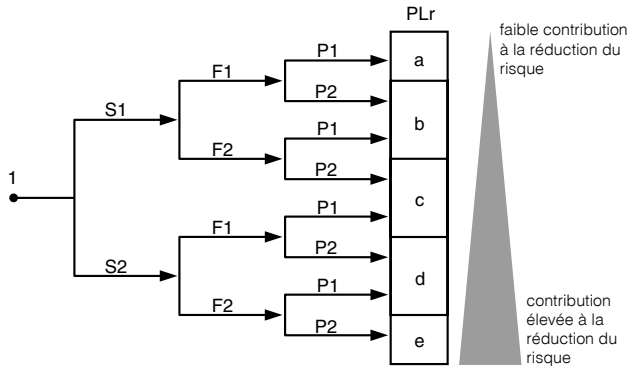 PLr
faible contribution
à la réduction du
risque
P1
a
F1
P2
S1
b
P1
F2
P2
1
c
P1
F1
P2
S2
d
P1
F2
P2
e
contribution
élevée à la
réduction du
risque